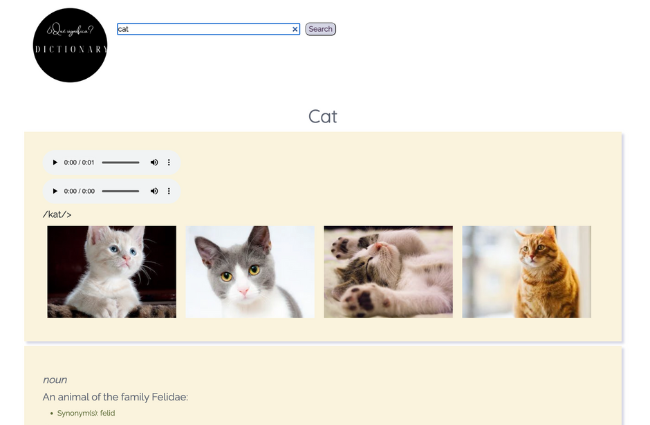 ¿Qué significa?
DICTIONARY
cat
Search
Cat
0:00 / 0:01
0:00 / 0:00
/kat/>
noun
An animal of the family Felidae:
Synonym(s): felid